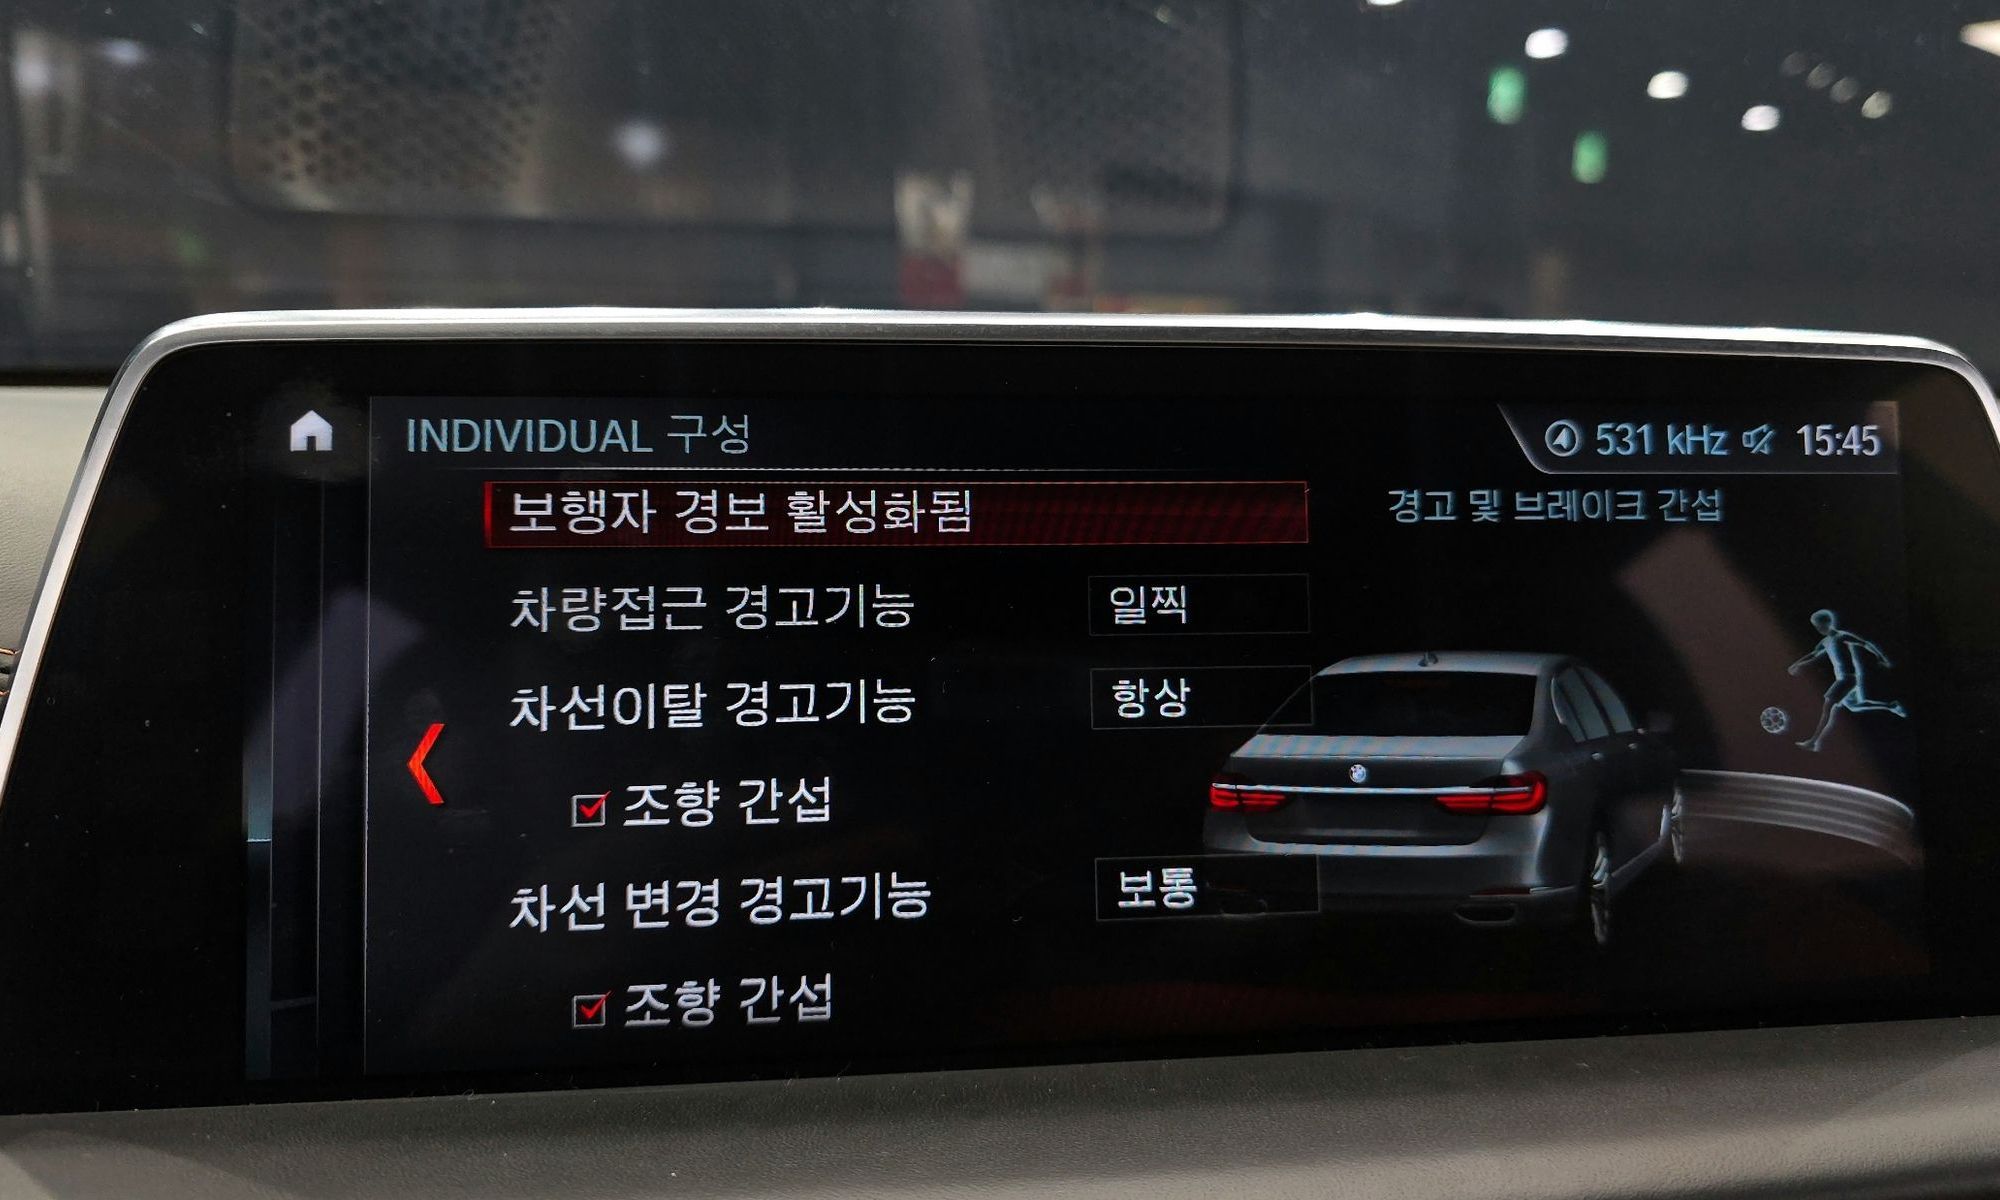 INDIVIDUAL 구성
531 kHz 15:45
보행자 경보 활성화됨
경고 및 브레이크 간섭
차량접근 경고기능 일찍
차선이탈 경고기능 항상
조향 간섭
차선 변경 경고기능 보통
조향 간섭